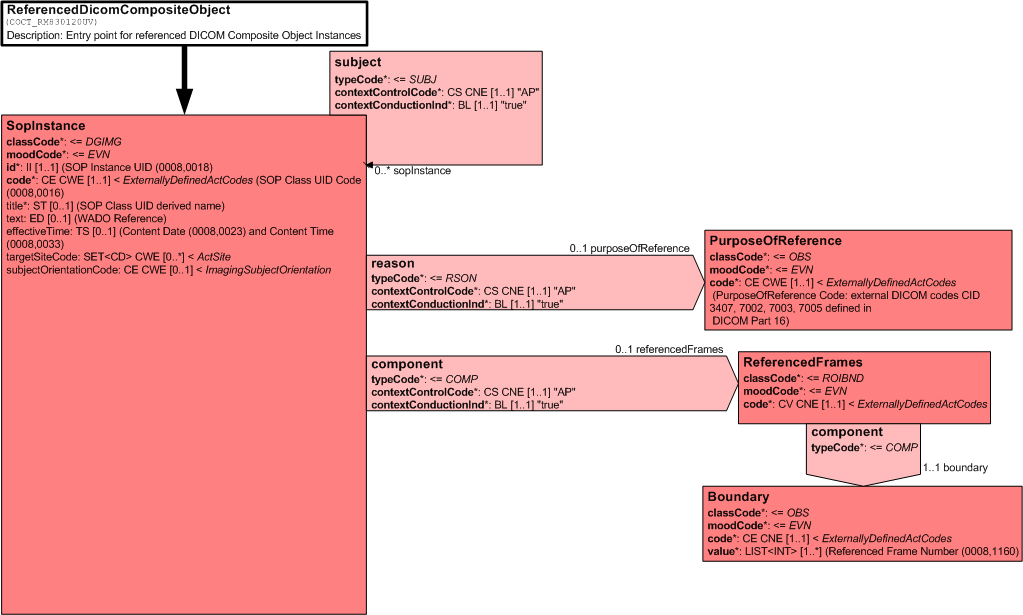 ReferencedDicomCompositeObject
(COCT_RM830120UV)
Description: Entry point for referenced DICOM Composite Object Instances
subject
typeCode*: <= SUBJ
contextControlCode*: CS CNE [1..1] "AP"
contextConductionInd*: BL [1..1] "true"
0..* sopInstance
SopInstance
classCode*: <= DGIMG
moodCode*: <= EVN
id*: II [1..1] (SOP Instance UID (0008,0018)
code*: CE CWE [1..1] < ExternallyDefinedActCodes (SOP Class UID Code
(0008,0016)
title*: ST [0..1] (SOP Class UID derived name)
text: ED [0..1] (WADO Reference)
effectiveTime: TS [0..1] (Content Date (0008,0023) and Content Time
(0008,0033)
targetSiteCode: SET<CD> CWE [0..*] < ActSite
subjectOrientationCode: CE CWE [0..1] < ImagingSubjectOrientation
0..1 purposeOfReference
reason
typeCode*: <= RSON
contextControlCode*: CS CNE [1..1] "AP"
contextConductionInd*: BL [1..1] "true"
PurposeOfReference
classCode*: <= OBS
moodCode*: <= EVN
code*: CE CWE [1..1] < ExternallyDefinedActCodes
(PurposeOfReference Code: external DICOM codes CID
3407, 7002, 7003, 7005 defined in
DICOM Part 16)
0..1 referencedFrames
component
typeCode*: <= COMP
contextControlCode*: CS CNE [1..1] "AP"
contextConductionInd*: BL [1..1] "true"
ReferencedFrames
classCode*: <= ROIBND
moodCode*: <= EVN
code*: CV CNE [1..1] < ExternallyDefinedActCodes
component
typeCode*: <= COMP
1..1 boundary
Boundary
classCode*: <= OBS
moodCode*: <= EVN
code*: CE CNE [1..1] < ExternallyDefinedActCodes
value*: LIST<INT> [1..*] (Referenced Frame Number (0008,1160)